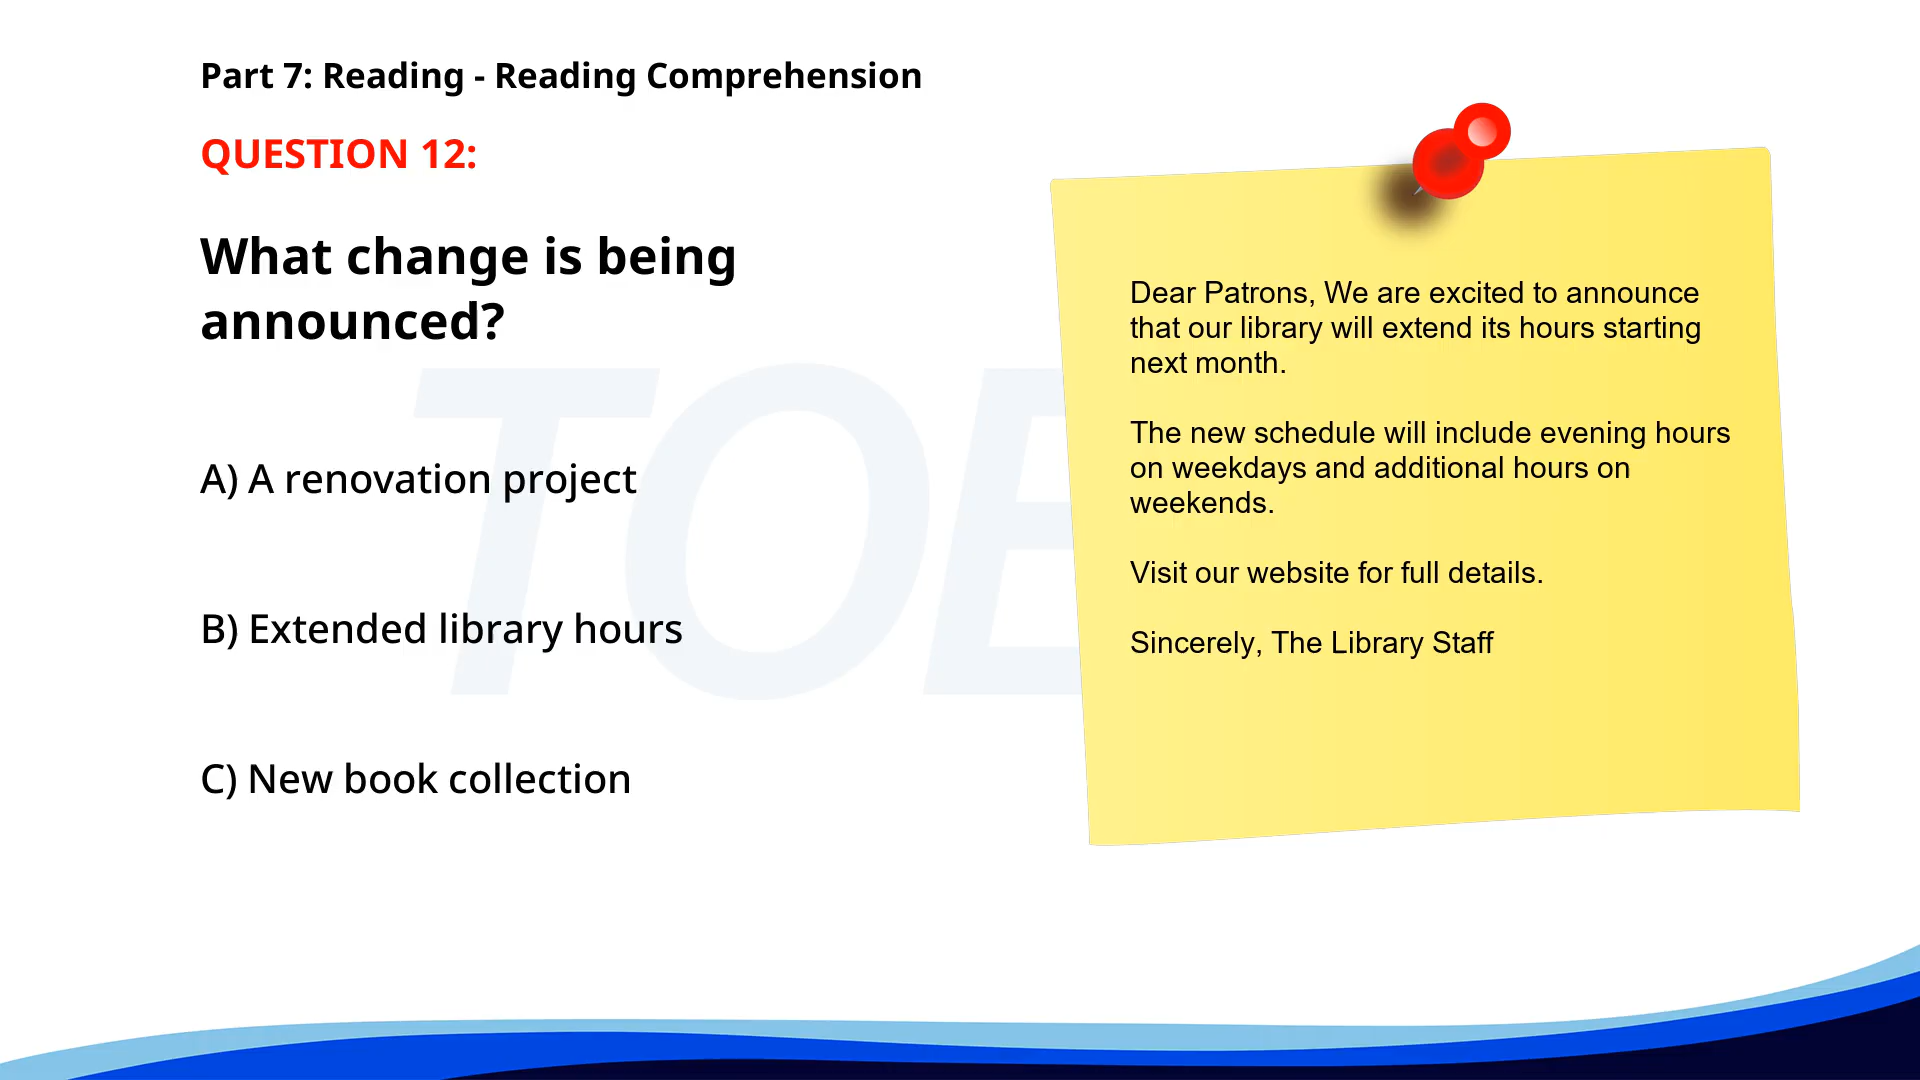 Part 7: Reading - Reading Comprehension
QUESTION 12:
What change is being
announced?
A) A renovation project
B) Extended library hours
C) New book collection
Dear Patrons, We are excited to announce
that our library will extend its hours starting
next month.
The new schedule will include evening hours
on weekdays and additional hours on
weekends.
Visit our website for full details.
Sincerely, The Library Staff